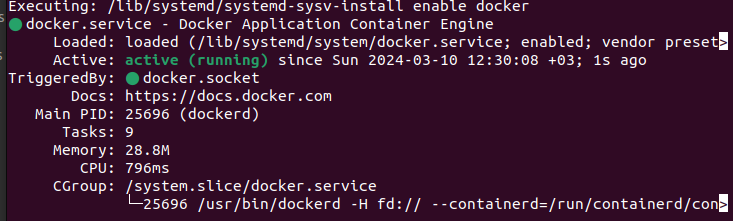 Executing: /lib/systemd/systemd-sysv-install enable docker
● docker.service - Docker Application Container Engine
Loaded: loaded (/lib/systemd/system/docker.service; enabled; vendor preset>
Active: active (running) since Sun 2024-03-10 12:30:08 +03; 1s ago
TriggeredBy: ● docker.socket
Docs: https://docs.docker.com
Main PID: 25696 (dockerd)
Tasks: 9
Memory: 28.8M
CPU: 796ms
CGroup: /system.slice/docker.service
└─25696 /usr/bin/dockerd -H fd:// --containerd=/run/containerd/con>